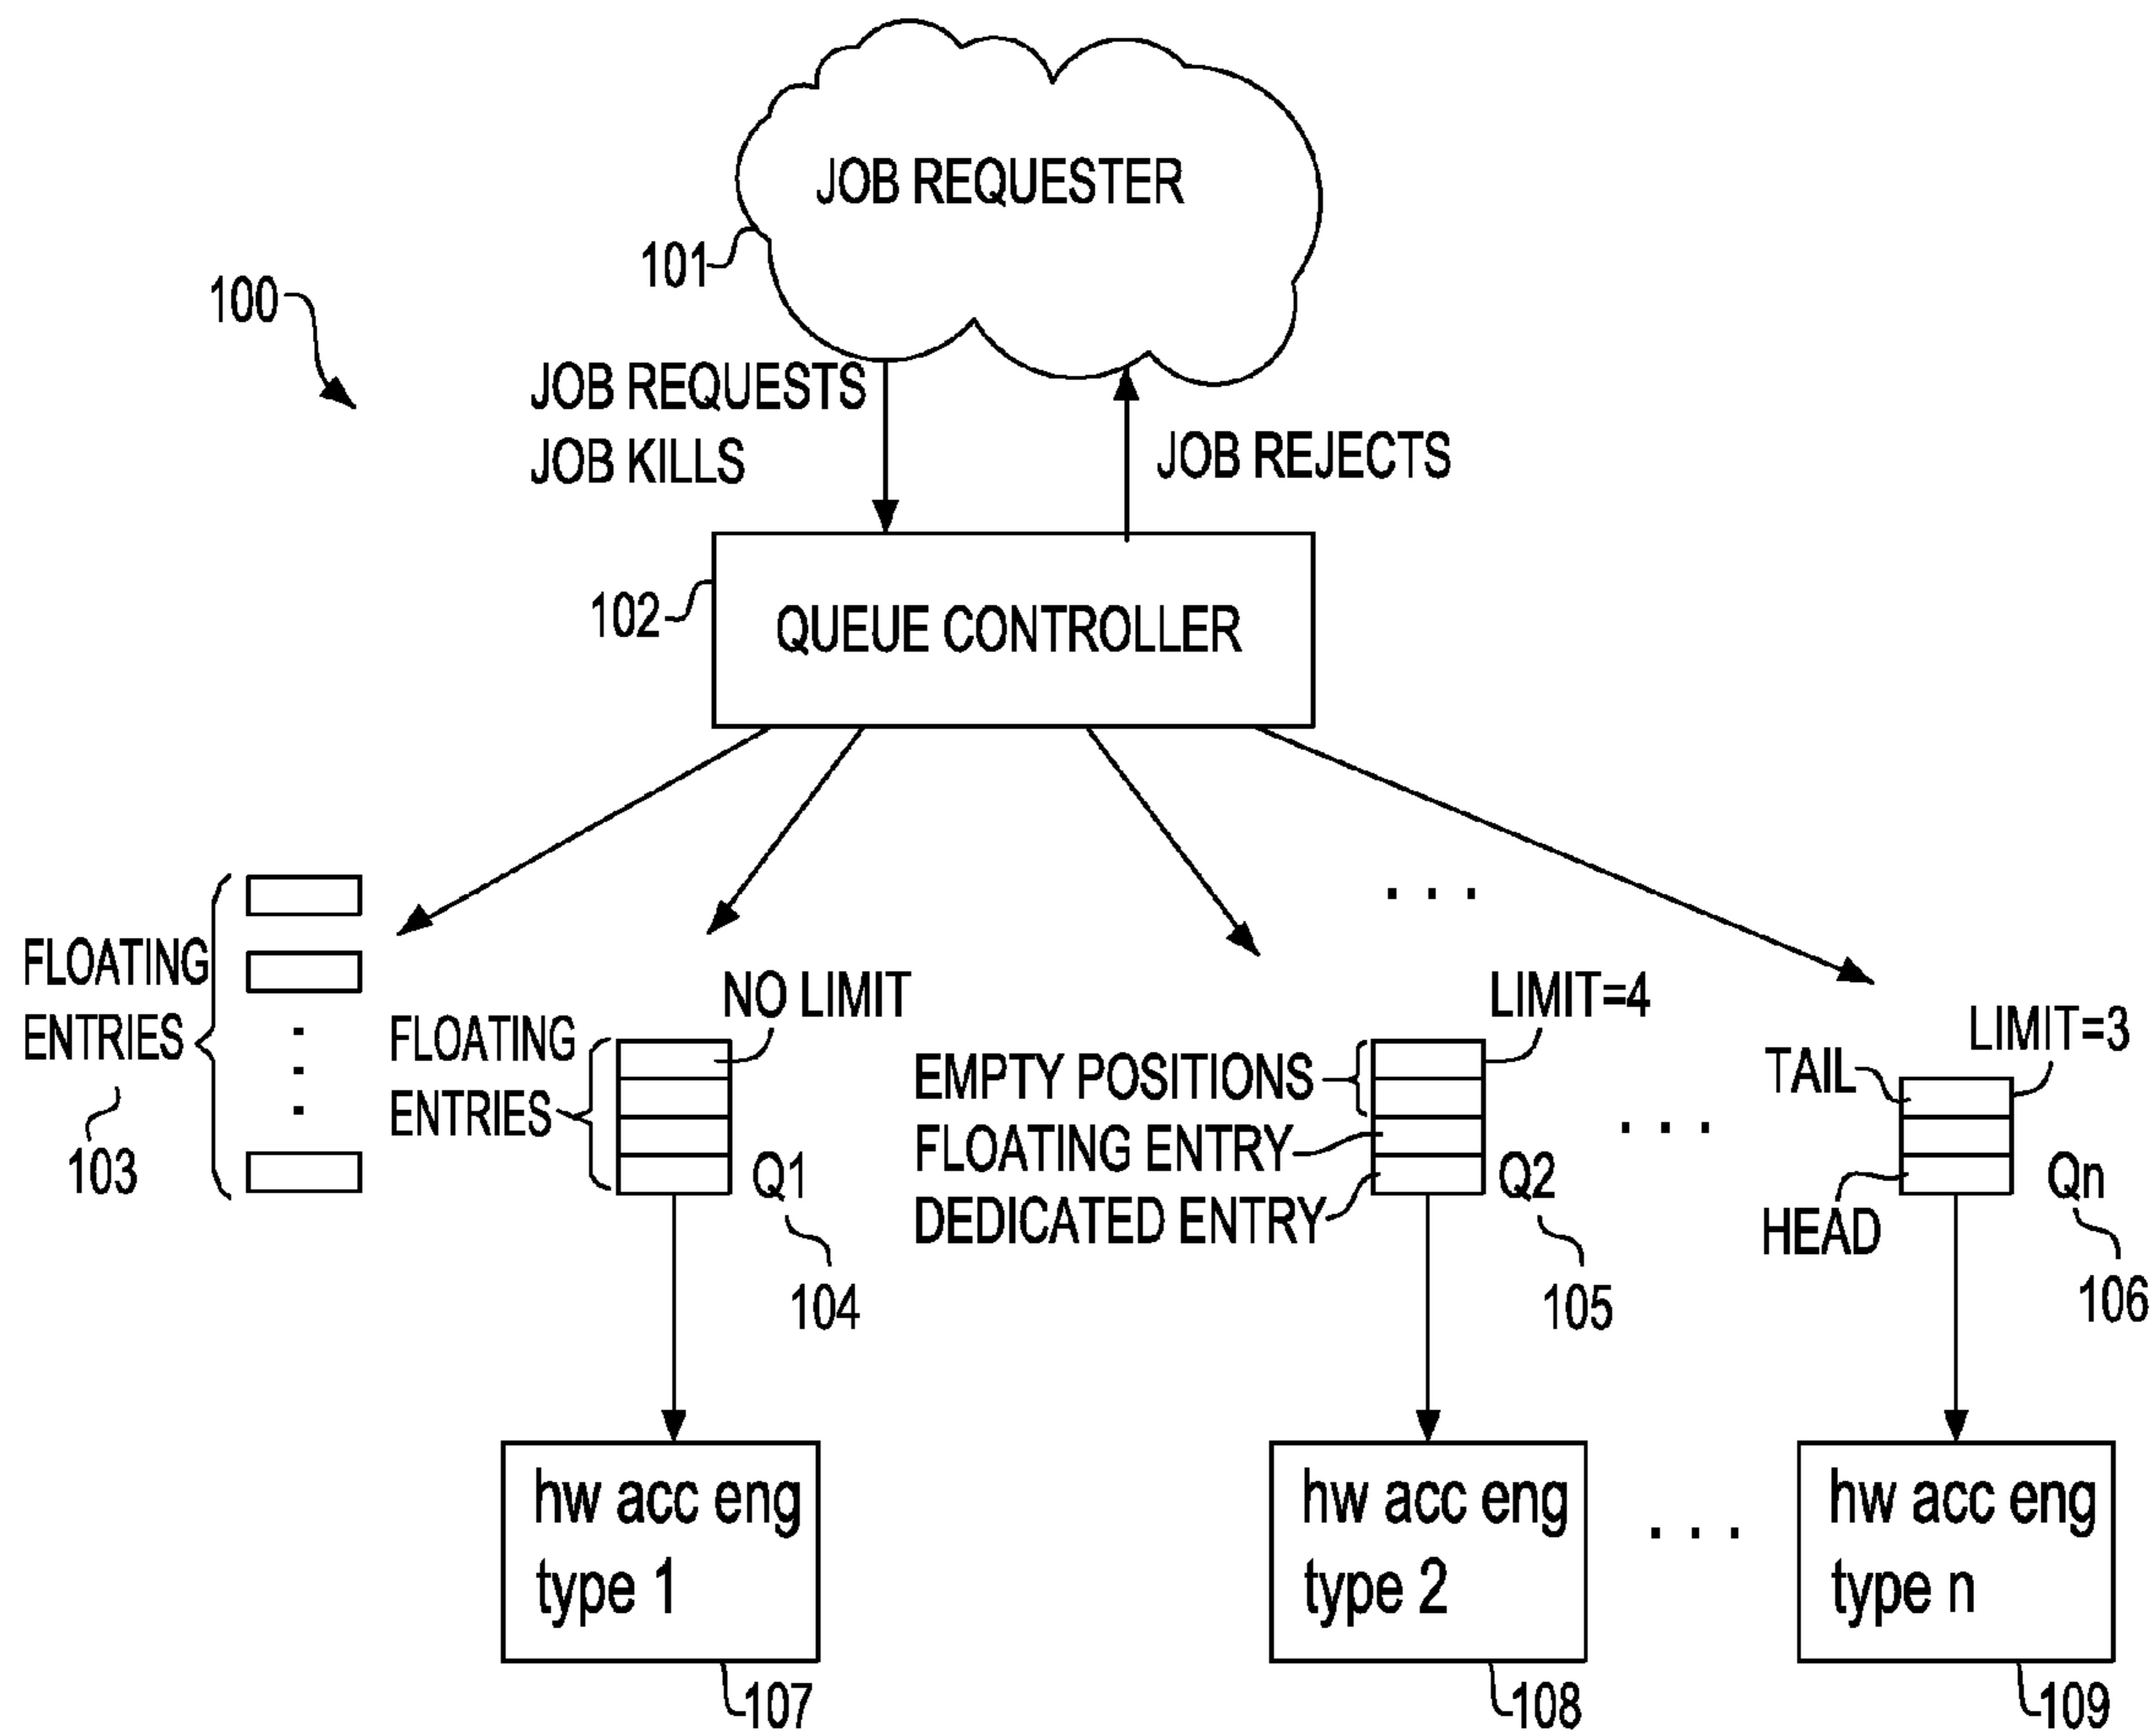 JOB REQUESTER
101
100
JOB REQUESTS
JOB KILLS
JOB REJECTS
102
QUEUE CONTROLLER
. . .
FLOATING
ENTRIES
103
NO LIMIT
FLOATING
ENTRIES
Q1
104
LIMIT=4
EMPTY POSITIONS
FLOATING ENTRY
DEDICATED ENTRY
Q2
105
. . .
LIMIT=3
TAIL
HEAD
Qn
106
hw acc eng
type 1
107
hw acc eng
type 2
108
. . .
hw acc eng
type n
109